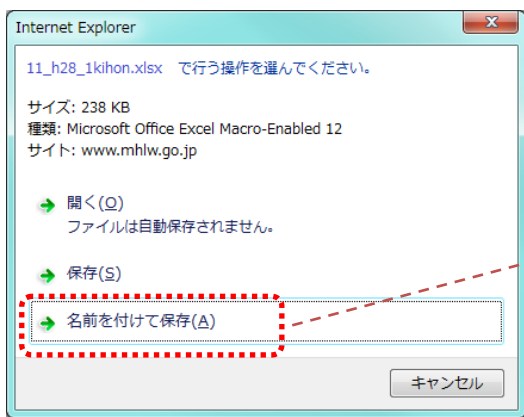 Internet Explorer
11_h28_1kihon.xlsx で行う操作を選んでください。
サイズ: 238 KB
種類: Microsoft Office Excel Macro-Enabled 12
サイト: www.mhlw.go.jp
開く(O)
ファイルは自動保存されません。
保存(S)
名前を付けて保存(A)
キャンセル